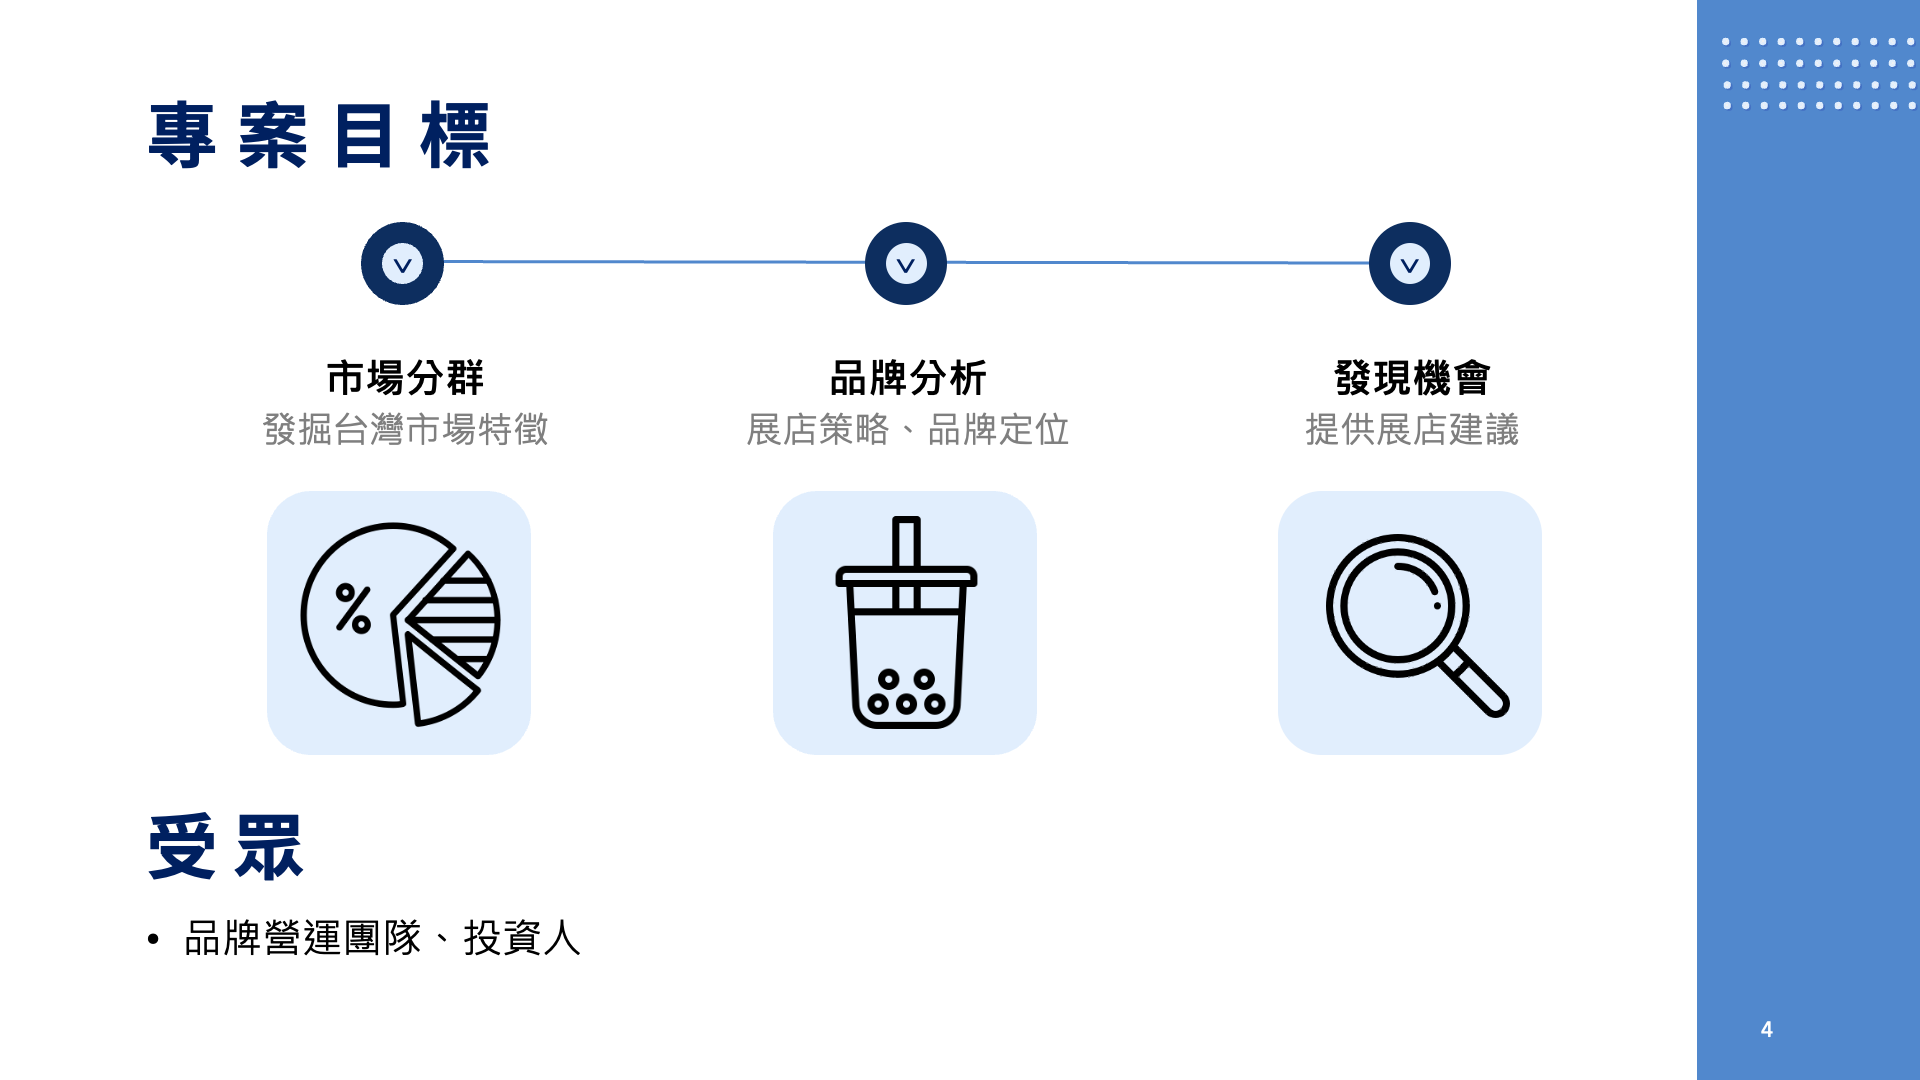 專案目標
市場分群
發掘台灣市場特徵
品牌分析
展店策略、品牌定位
發現機會
提供展店建議
%
受眾
• 品牌營運團隊、投資人
4